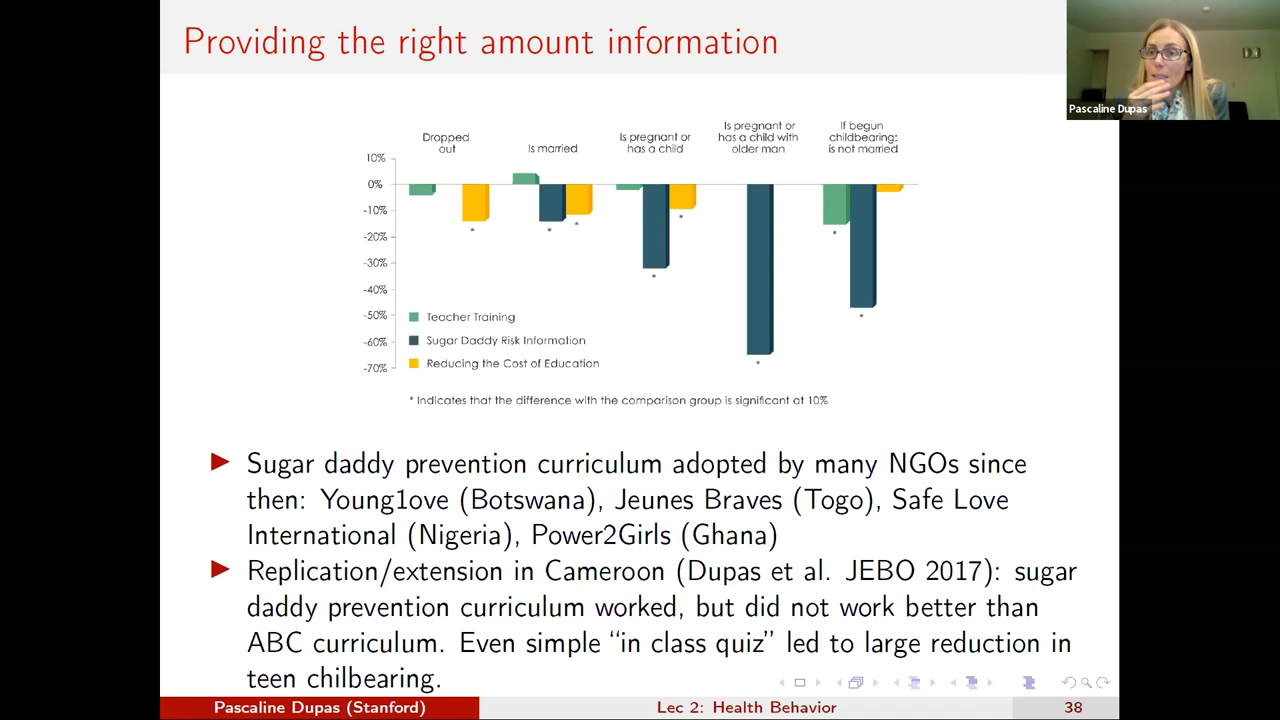 Providing the right amount information
Pascaline Dupas
Dropped
out
Is married
Is pregnant or
has a child
Is pregnant or
has a child with
older man
If begun
childbearing:
is not married
10%
0%
-10%
-20%
-30%
-40%
-50%
-60%
-70%
* * * * * * * *
Teacher Training
Sugar Daddy Risk Information
Reducing the Cost of Education
* Indicates that the difference with the comparison group is significant at 10%
Sugar daddy prevention curriculum adopted by many NGOs since
then: Young1ove (Botswana), Jeunes Braves (Togo), Safe Love
International (Nigeria), Power2Girls (Ghana)
Replication/extension in Cameroon (Dupas et al. JEBO 2017): sugar
daddy prevention curriculum worked, but did not work better than
ABC curriculum. Even simple “in class quiz” led to large reduction in
teen chilbearing.
Pascaline Dupas (Stanford)
Lec 2: Health Behavior
38